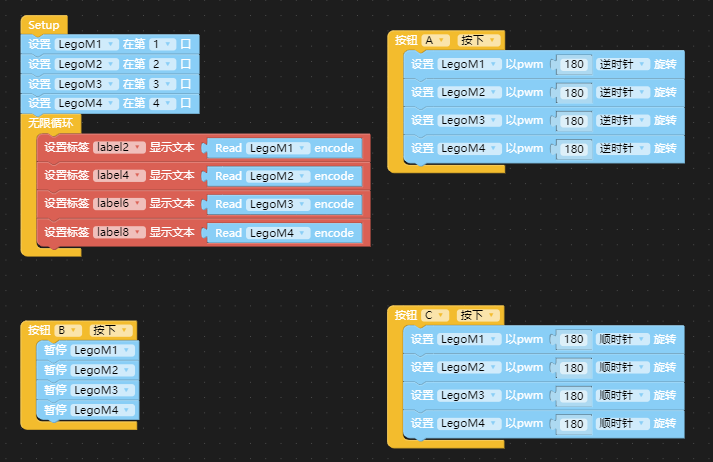 Setup
设置 LegoM1 在第 1 口
设置 LegoM2 在第 2 口
设置 LegoM3 在第 3 口
设置 LegoM4 在第 4 口
无限循环
设置标签 label2 显示文本 Read LegoM1 encode
设置标签 label4 显示文本 Read LegoM2 encode
设置标签 label6 显示文本 Read LegoM3 encode
设置标签 label8 显示文本 Read LegoM4 encode
按钮 A 按下
设置 LegoM1 以pwm 180 逆时针 旋转
设置 LegoM2 以pwm 180 逆时针 旋转
设置 LegoM3 以pwm 180 逆时针 旋转
设置 LegoM4 以pwm 180 逆时针 旋转
按钮 B 按下
暂停 LegoM1
暂停 LegoM2
暂停 LegoM3
暂停 LegoM4
按钮 C 按下
设置 LegoM1 以pwm 180 顺时针 旋转
设置 LegoM2 以pwm 180 顺时针 旋转
设置 LegoM3 以pwm 180 顺时针 旋转
设置 LegoM4 以pwm 180 顺时针 旋转